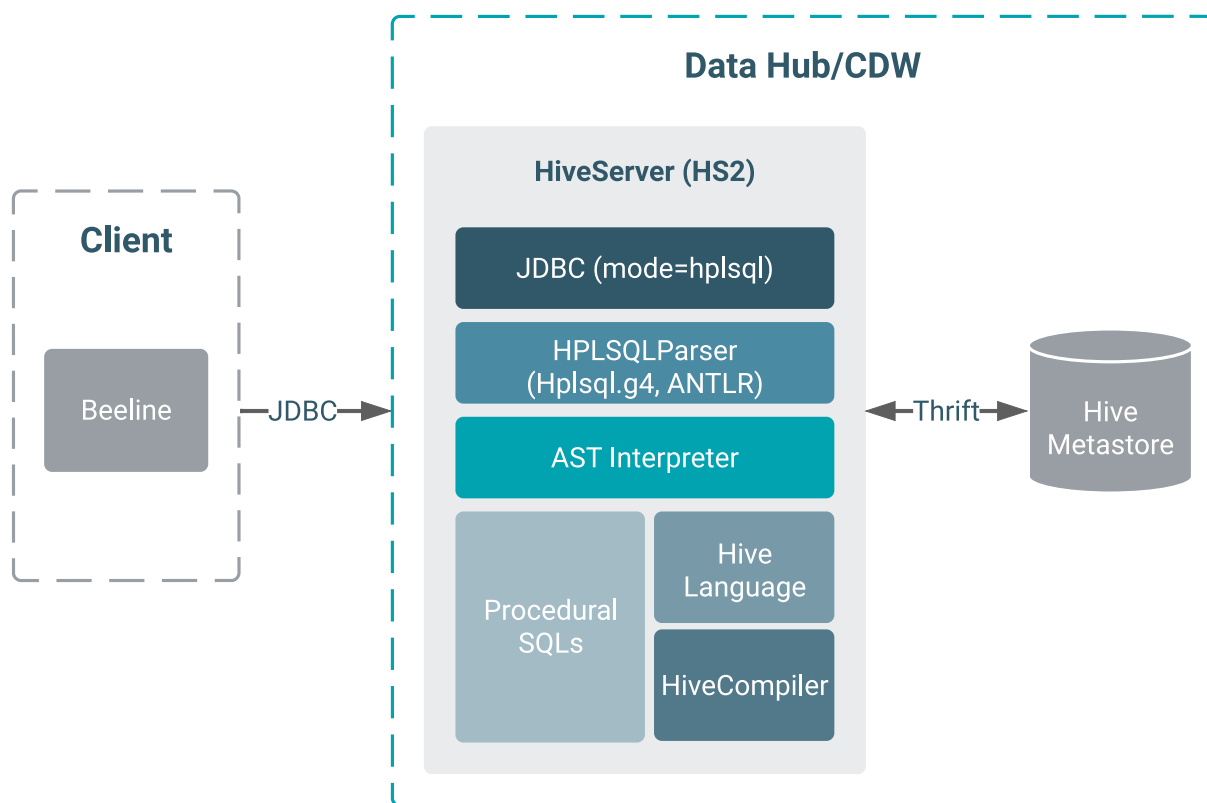 Data Hub/CDW
HiveServer (HS2)
Client
JDBC (mode=hplsql)
HPLSQLParser
(Hplsql.g4, ANTLR)
Beeline
JDBC
Thrift
Hive
Metastore
AST Interpreter
Procedural
SQLs
Hive
Language
HiveCompiler